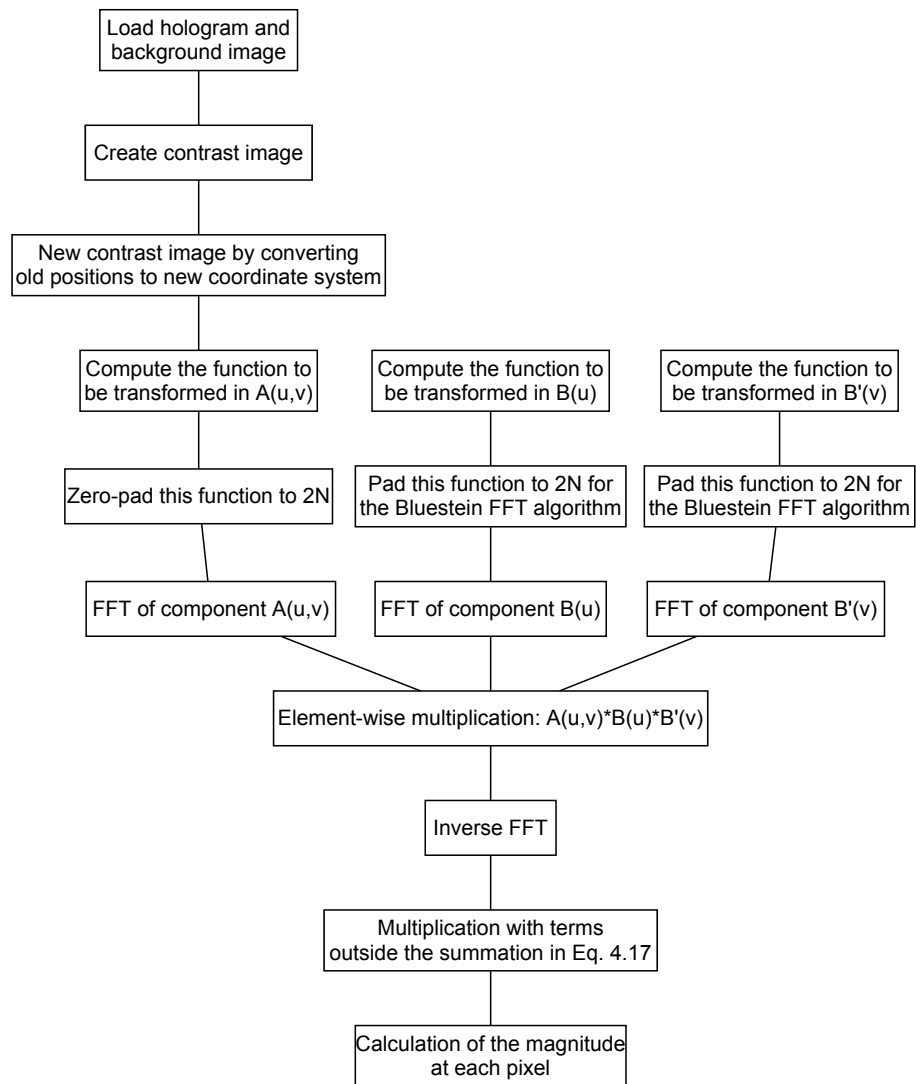 Load hologram and
background image
Create contrast image
New contrast image by converting
old positions to new coordinate system
Compute the function to
be transformed in A(u,v)
Compute the function to
be transformed in B(u)
Compute the function to
be transformed in B'(v)
Zero-pad this function to 2N
Pad this function to 2N for
the Bluestein FFT algorithm
Pad this function to 2N for
the Bluestein FFT algorithm
FFT of component A(u,v)
FFT of component B(u)
FFT of component B'(v)
Element-wise multiplication: A(u,v)*B(u)*B'(v)
Inverse FFT
Multiplication with terms
outside the summation in Eq. 4.17
Calculation of the magnitude
at each pixel